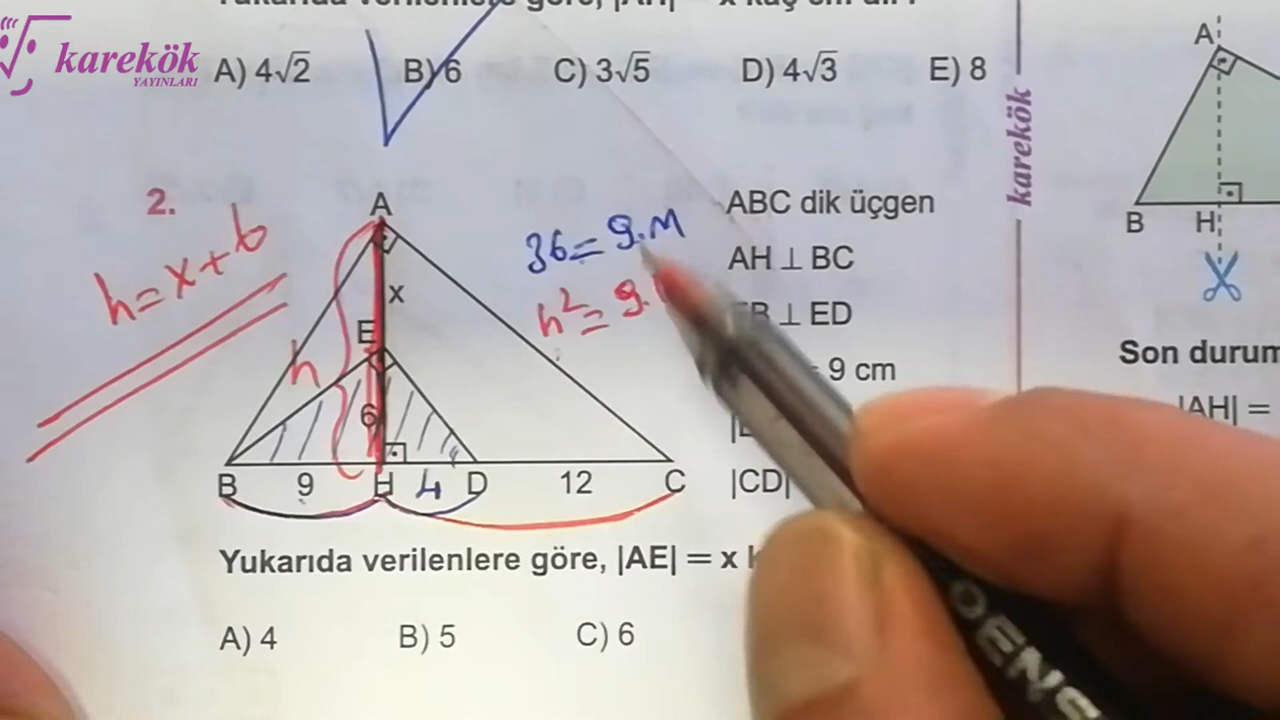 karekök
YAYINLARI
A) 4√2 B) 6 C) 3√5 D) 4√3 E) 8
2.
A
x
E
h
6
B 9 H 4 D 12 C
h = x + 6
36 = 9.M
h² = 9.
ABC dik üçgen
AH ⊥ BC
⊥ ED
9 cm
|CD|
Yukarıda verilenlere göre, |AE| = x
A) 4 B) 5 C) 6
karekök
A
B H
Son durum
|AH| =